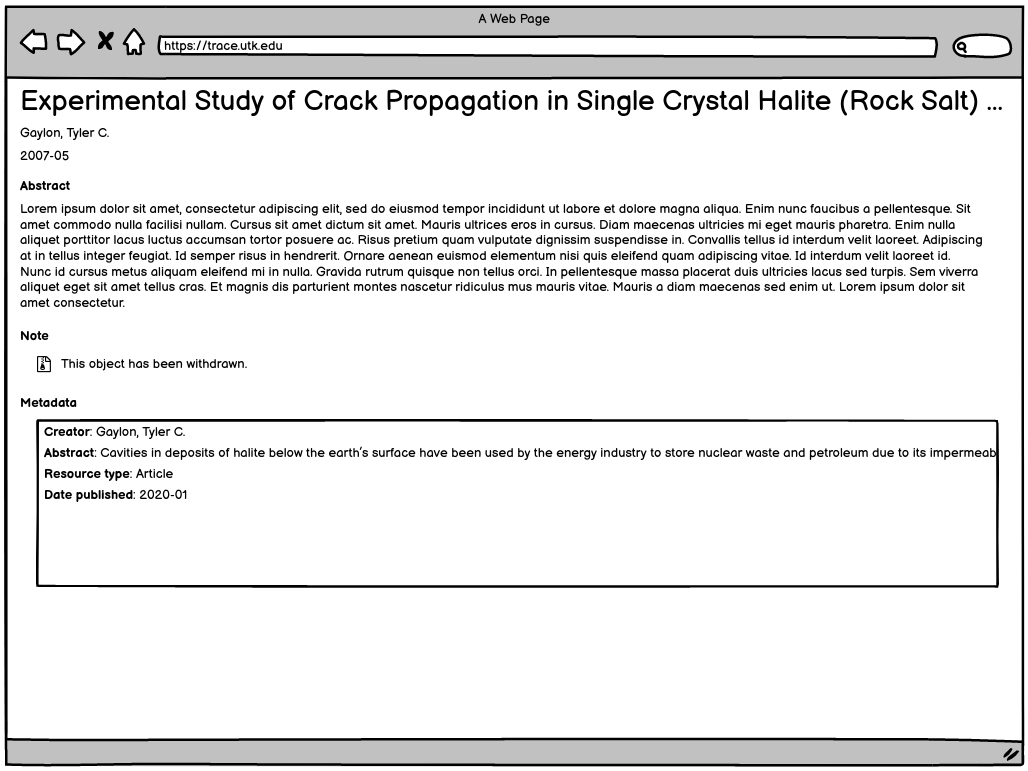 A Web Page
https://trace.utk.edu
Experimental Study of Crack Propagation in Single Crystal Halite (Rock Salt) ...
Gaylon, Tyler C.
2007-05
Abstract
Lorem ipsum dolor sit amet, consectetur adipiscing elit, sed do eiusmod tempor incididunt ut labore et dolore magna aliqua. Enim nunc faucibus a pellentesque. Sit
amet commodo nulla facilisi nullam. Cursus sit amet dictum sit amet. Mauris ultrices eros in cursus. Diam maecenas ultricies mi eget mauris pharetra. Enim nulla
aliquet porttitor lacus luctus accumsan tortor posuere ac. Risus pretium quam vulputate dignissim suspendisse in. Convallis tellus id interdum velit laoreet. Adipiscing
at in tellus integer feugiat. Id semper risus in hendrerit. Ornare aenean euismod elementum nisi quis eleifend quam adipiscing vitae. Id interdum velit laoreet id.
Nunc id cursus metus aliquam eleifend mi in nulla. Gravida rutrum quisque non tellus orci. In pellentesque massa placerat duis ultricies lacus sed turpis. Sem viverra
aliquet eget sit amet tellus cras. Et magnis dis parturient montes nascetur ridiculus mus mauris vitae. Mauris a diam maecenas sed enim ut. Lorem ipsum dolor sit
amet consectetur.
Note
This object has been withdrawn.
Metadata
Creator: Gaylon, Tyler C.
Abstract: Cavities in deposits of halite below the earth's surface have been used by the energy industry to store nuclear waste and petroleum due to its impermeab
Resource type: Article
Date published: 2020-01